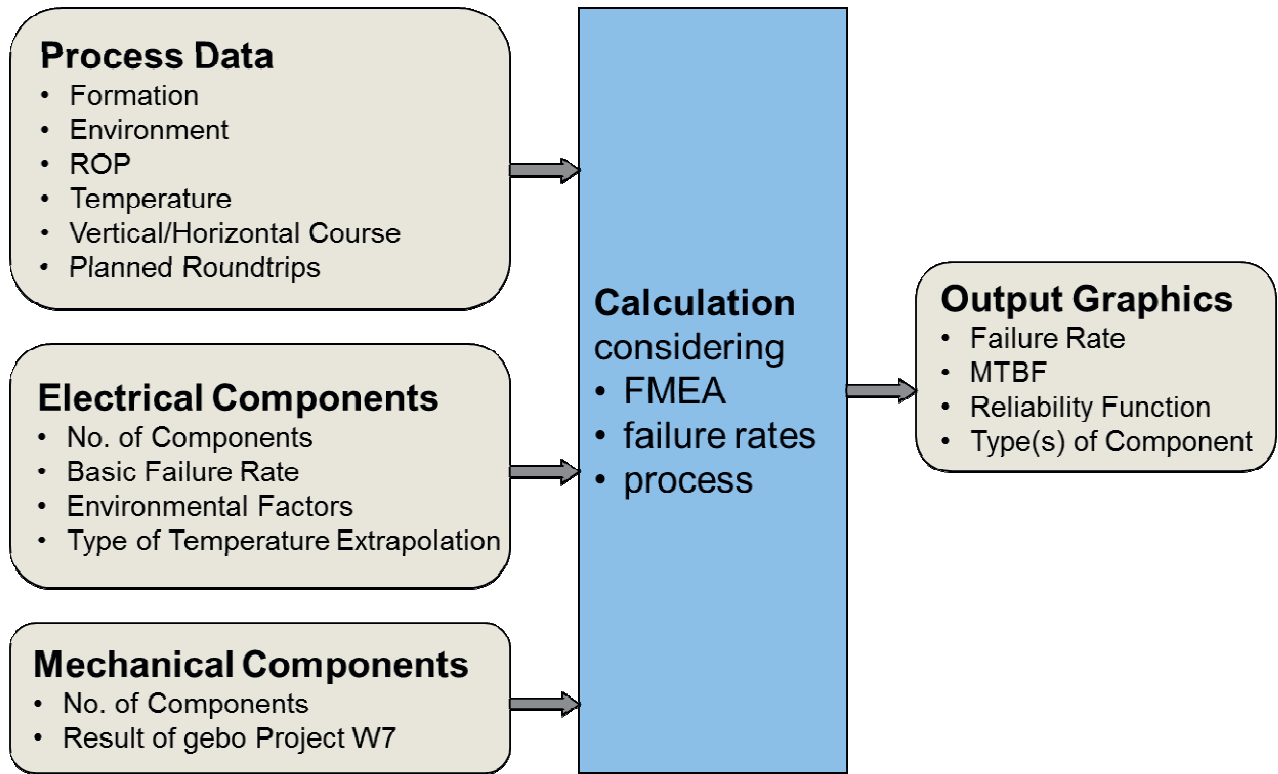 Process Data
• Formation
• Environment
• ROP
• Temperature
• Vertical/Horizontal Course
• Planned Roundtrips
Electrical Components
• No. of Components
• Basic Failure Rate
• Environmental Factors
• Type of Temperature Extrapolation
Mechanical Components
• No. of Components
• Result of gebo Project W7
Calculation
considering
• FMEA
• failure rates
• process
Output Graphics
• Failure Rate
• MTBF
• Reliability Function
• Type(s) of Component